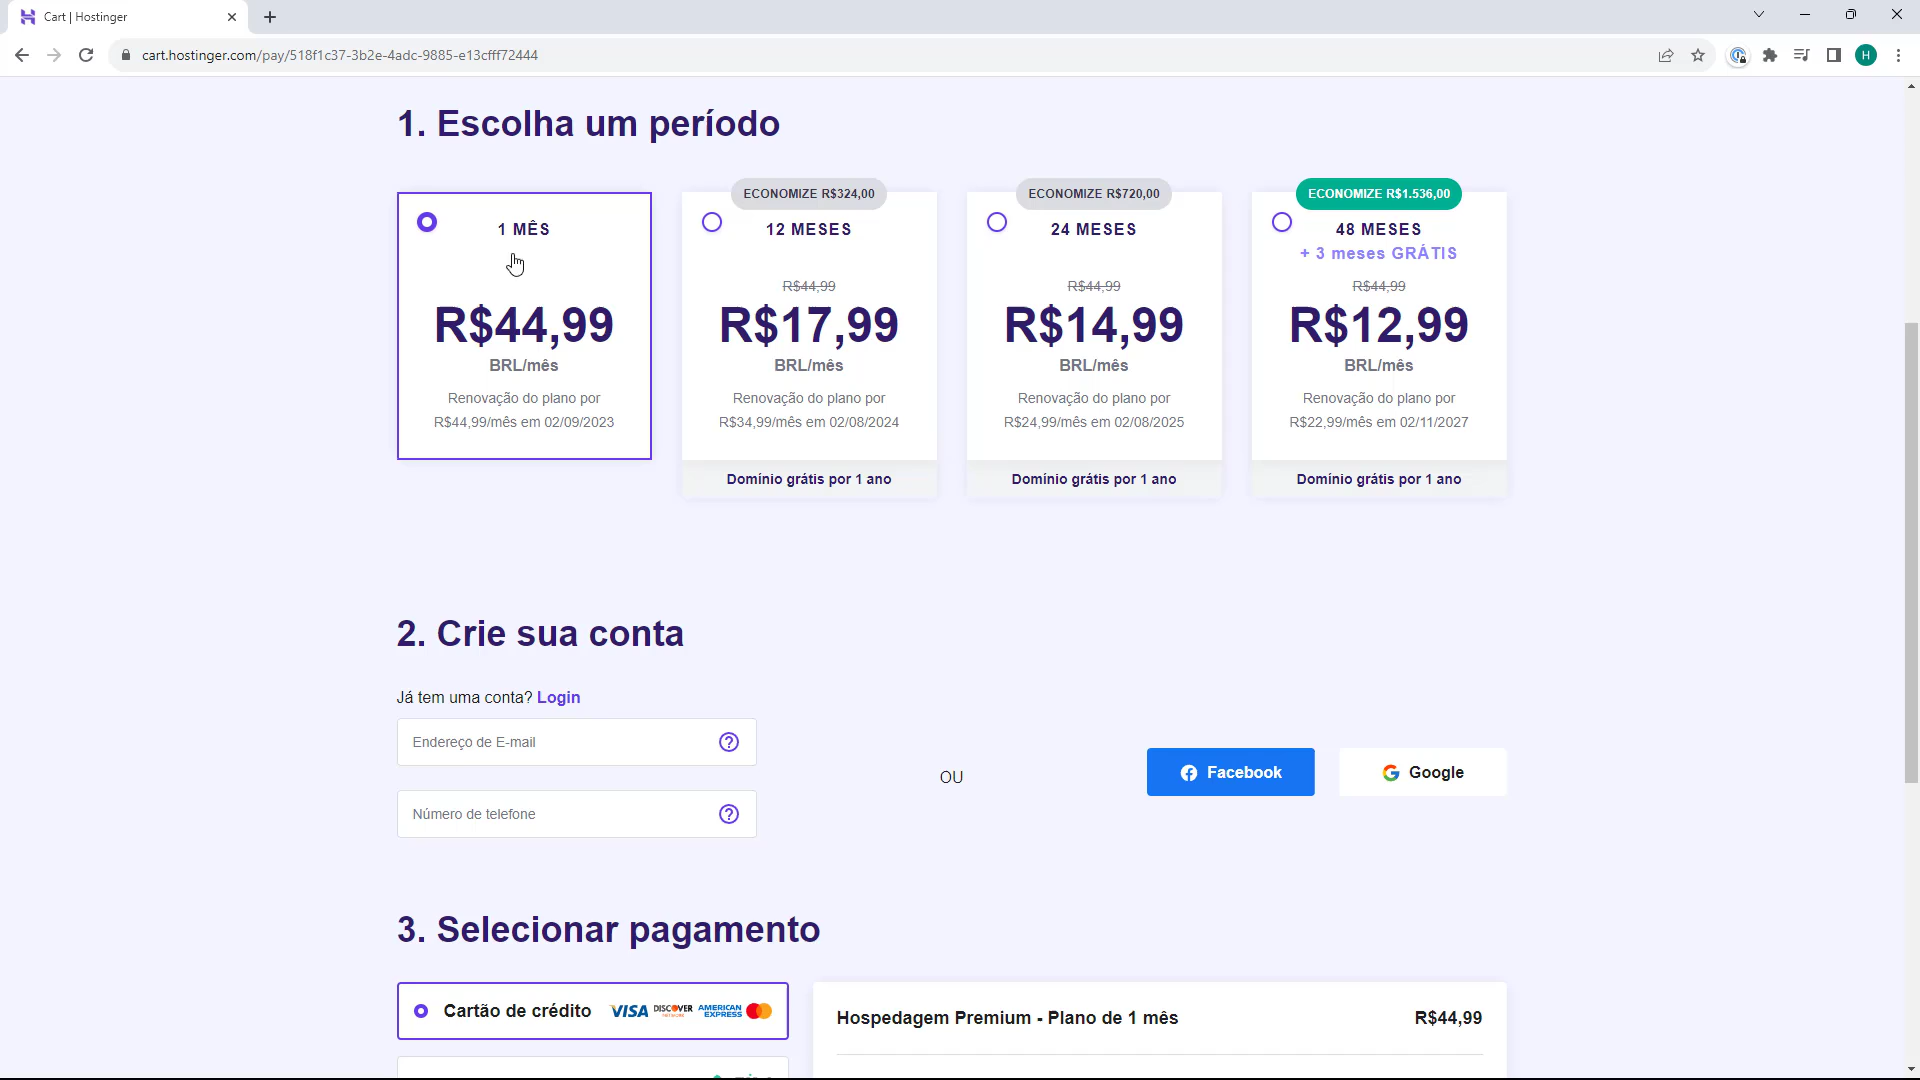 Cart | Hostinger
cart.hostinger.com/pay/518f1c37-3b2e-4adc-9885-e13cfff72444
H
1. Escolha um período
ECONOMIZE R$324,00
ECONOMIZE R$720,00
ECONOMIZE R$1.536,00
1 MÊS
12 MESES
24 MESES
48 MESES
+ 3 meses GRÁTIS
R$44,99
R$44,99
R$44,99
R$44,99
R$17,99
R$14,99
R$12,99
BRL/mês
BRL/mês
BRL/mês
BRL/mês
Renovação do plano por
R$44,99/mês em 02/09/2023
Renovação do plano por
R$34,99/mês em 02/08/2024
Renovação do plano por
R$24,99/mês em 02/08/2025
Renovação do plano por
R$22,99/mês em 02/11/2027
Domínio grátis por 1 ano
Domínio grátis por 1 ano
Domínio grátis por 1 ano
2. Crie sua conta
Já tem uma conta? Login
Endereço de E-mail
Número de telefone
OU
Facebook
Google
3. Selecionar pagamento
Cartão de crédito VISA DISCOVER NETWORK AMERICAN EXPRESS
Hospedagem Premium - Plano de 1 mês R$44,99